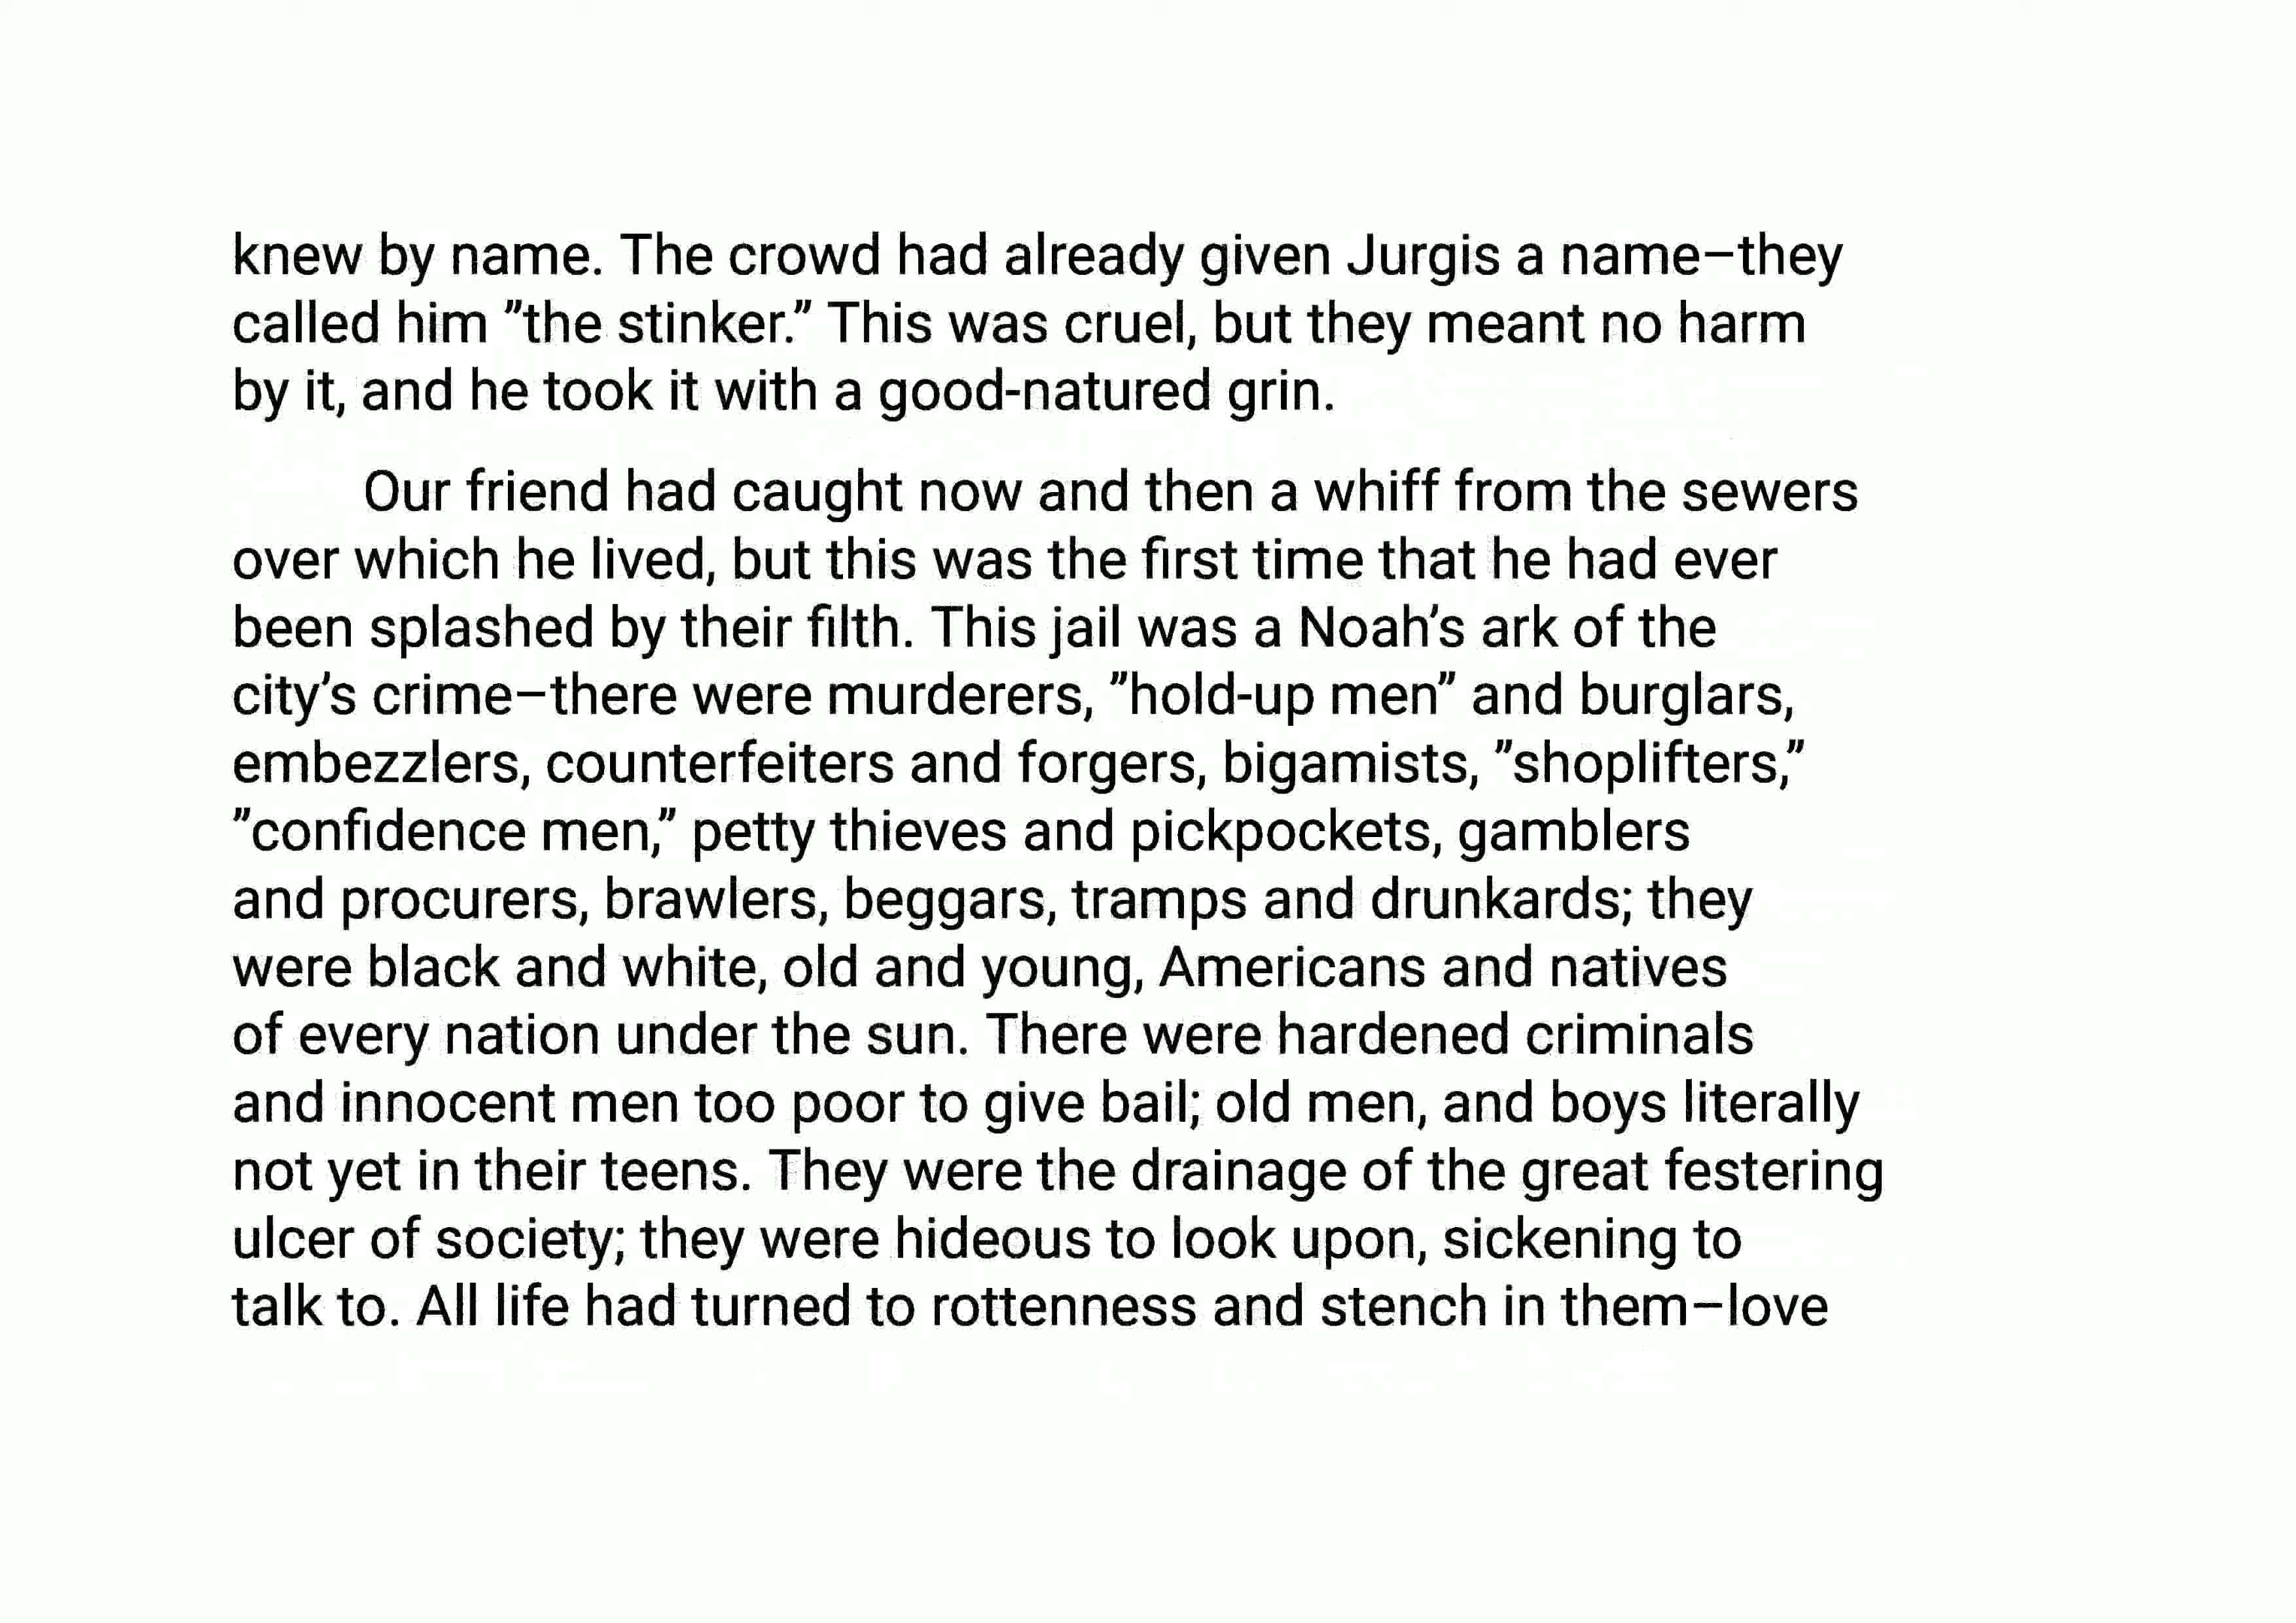 knew by name. The crowd had already given Jurgis a name–they
called him ”the stinker.” This was cruel, but they meant no harm
by it, and he took it with a good-natured grin.
Our friend had caught now and then a whiff from the sewers
over which he lived, but this was the first time that he had ever
been splashed by their filth. This jail was a Noah’s ark of the
city’s crime–there were murderers, ”hold-up men” and burglars,
embezzlers, counterfeiters and forgers, bigamists, ”shoplifters,”
”confidence men,” petty thieves and pickpockets, gamblers
and procurers, brawlers, beggars, tramps and drunkards; they
were black and white, old and young, Americans and natives
of every nation under the sun. There were hardened criminals
and innocent men too poor to give bail; old men, and boys literally
not yet in their teens. They were the drainage of the great festering
ulcer of society; they were hideous to look upon, sickening to
talk to. All life had turned to rottenness and stench in them–love